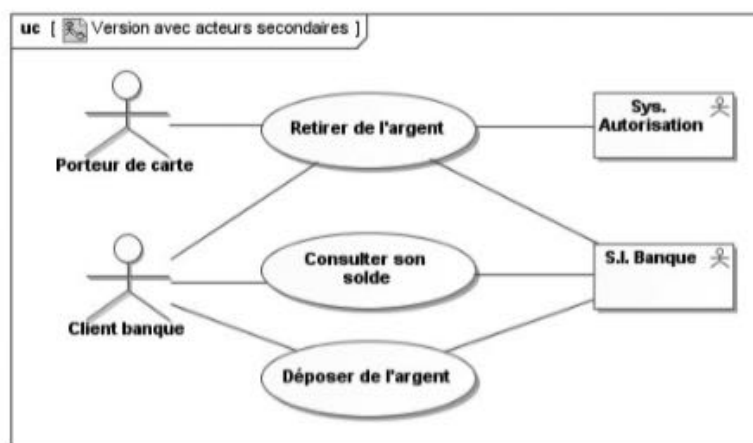 uc [ Version avec acteurs secondaires ]
Retirer de l'argent
Sys.
Autorisation
Porteur de carte
Consulter son
solde
S.I. Banque
Client banque
Déposer de l'argent